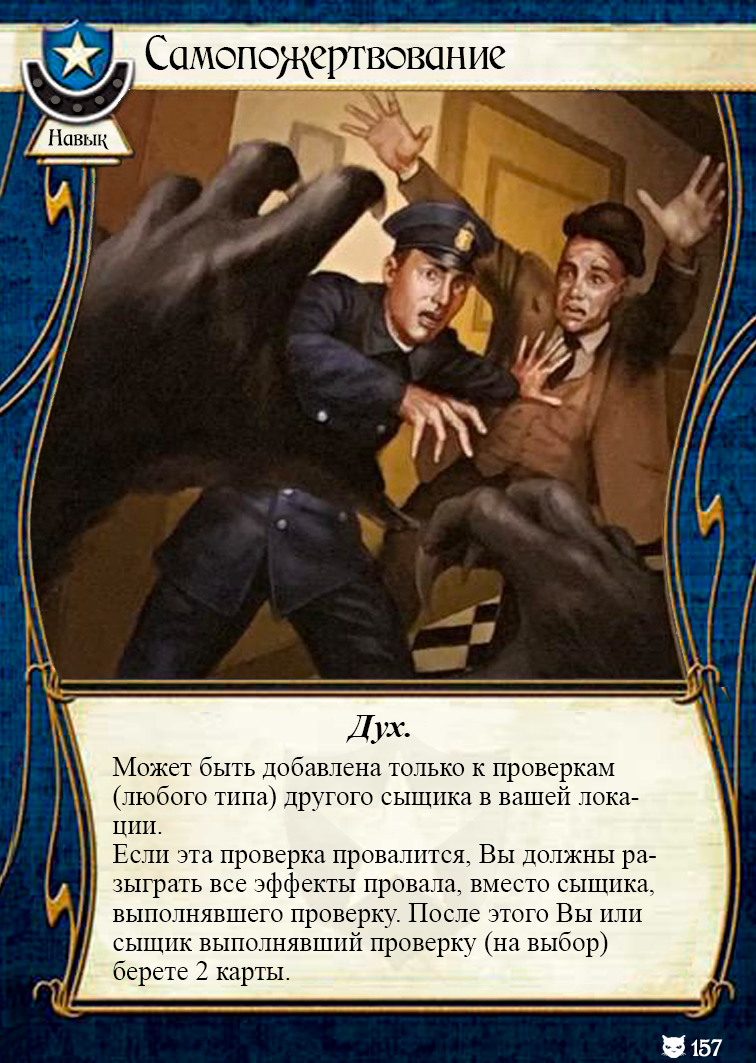 Самопожертвование
Навык
Дух.
Может быть добавлена только к проверкам
(любого типа) другого сыщика в вашей лока-
ции.
Если эта проверка провалится, Вы должны ра-
зыграть все эффекты провала, вместо сыщика,
выполнявшего проверку. После этого Вы или
сыщик выполнявший проверку (на выбор)
берете 2 карты.
157